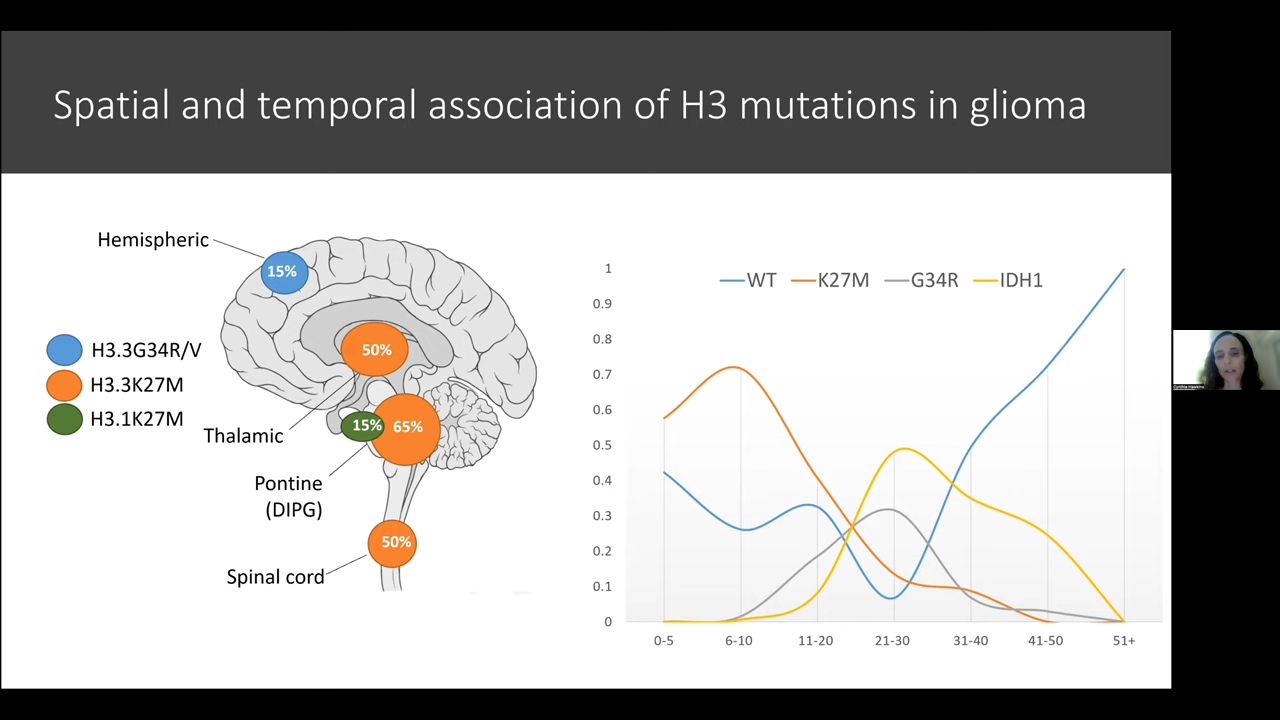 Spatial and temporal association of H3 mutations in glioma
Hemispheric
15%
50%
H3.3G34R/V
H3.3K27M
H3.1K27M
15%
65%
Thalamic
Pontine
(DIPG)
50%
Spinal cord
WT K27M G34R IDH1
1
0.9
0.8
0.7
0.6
0.5
0.4
0.3
0.2
0.1
0
0-5 6-10 11-20 21-30 31-40 41-50 51+
Cynthia Hawkins